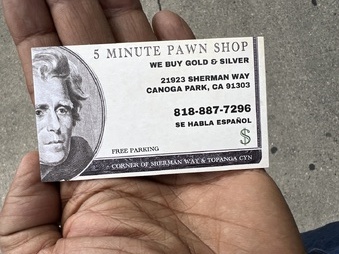 5 MINUTE PAWN SHOP
WE BUY GOLD & SILVER
21923 SHERMAN WAY
CANOGA PARK, CA 91303
818-887-7296
SE HABLA ESPAÑOL
$
FREE PARKING
CORNER OF SHERMAN WAY & TOPANGA CYN